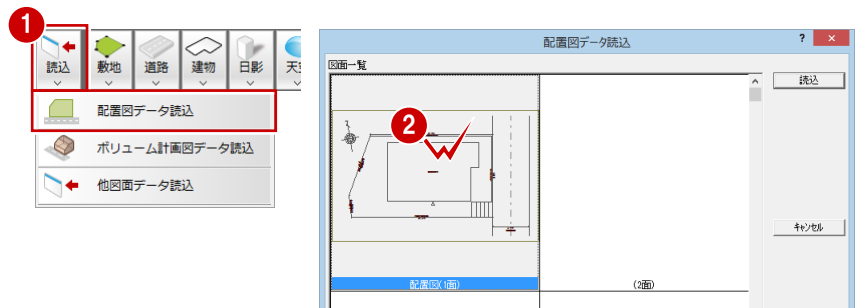 1
読込
敷地
道路
建物
日影
配置図データ読込
ボリューム計画図データ読込
他図面データ読込
配置図データ読込
? ×
図面一覧
読込
2
キャンセル
配置図(1面)
(2面)